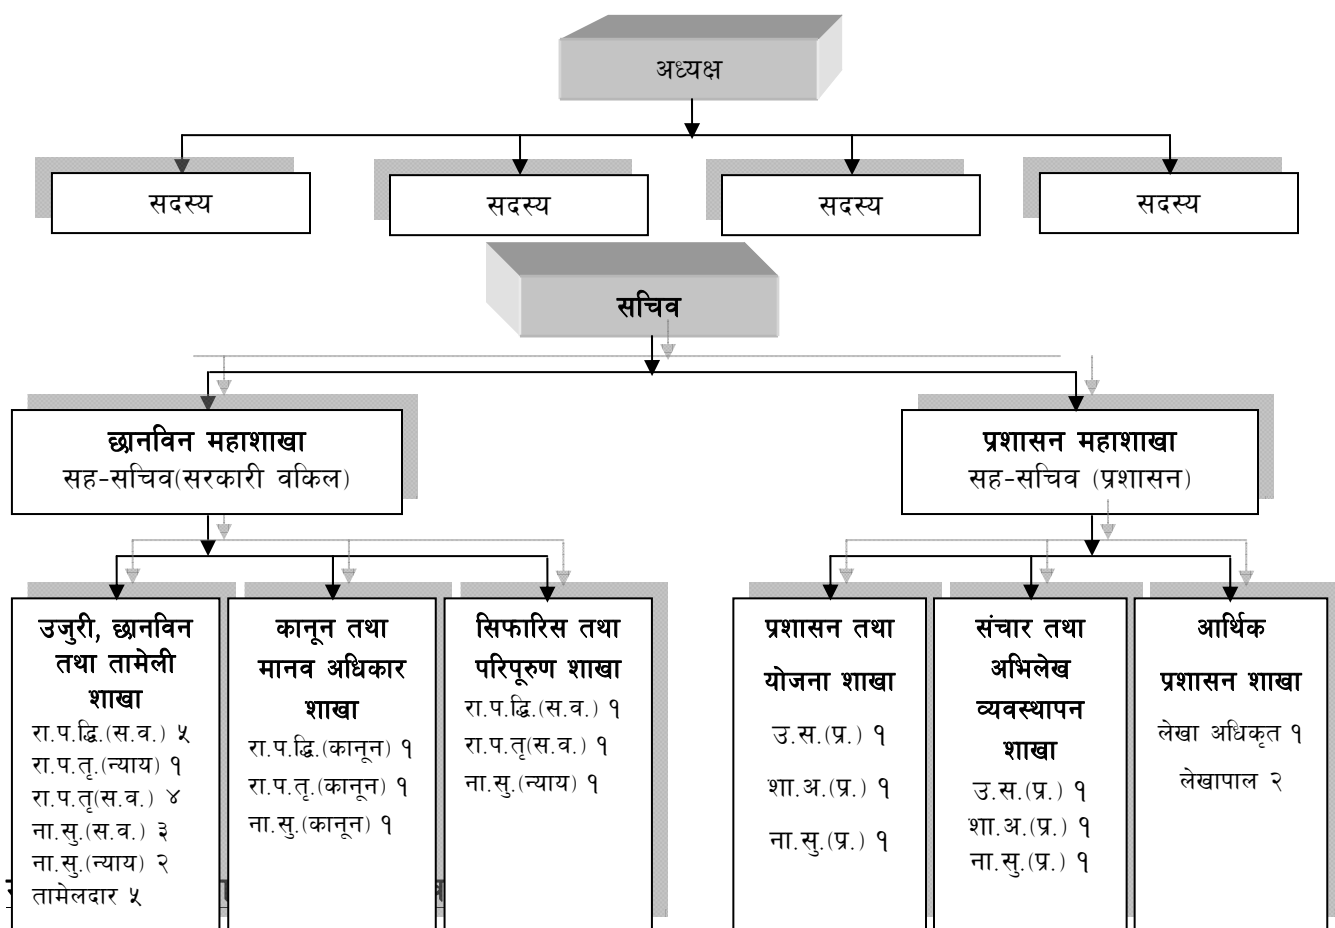 अध्यक्ष
सदस्य
सदस्य
सदस्य
सदस्य
सचिव
छानविन महाशाखा
सह-सचिव(सरकारी वकिल)
प्रशासन महाशाखा
सह-सचिव (प्रशासन)
उजुरी, छानविन
तथा तामेली
शाखा
रा.प.द्धि.(स.व.) ५
रा.प.तृ.(न्याय) १
रा.प.तृ(स.व.) ४
ना.सु.(स.व.) ३
ना.सु.(न्याय) २
तामेलदार ५
कानून तथा
मानव अधिकार
शाखा
रा.प.द्धि.(कानून) १
रा.प.तृ.(कानून) १
ना.सु.(कानून) १
सिफारिस तथा
परिपूरुण शाखा
रा.प.द्धि.(स.व.) १
रा.प.तृ(स.व.) १
ना.सु.(न्याय) १
प्रशासन तथा
योजना शाखा
उ.स.(प्र.) १
शा.अ.(प्र.) १
ना.सु.(प्र.) १
संचार तथा
अभिलेख
व्यवस्थापन
शाखा
उ.स.(प्र.) १
शा.अ.(प्र.) १
ना.सु.(प्र.) १
आर्थिक
प्रशासन शाखा
लेखा अधिकृत १
लेखापाल २